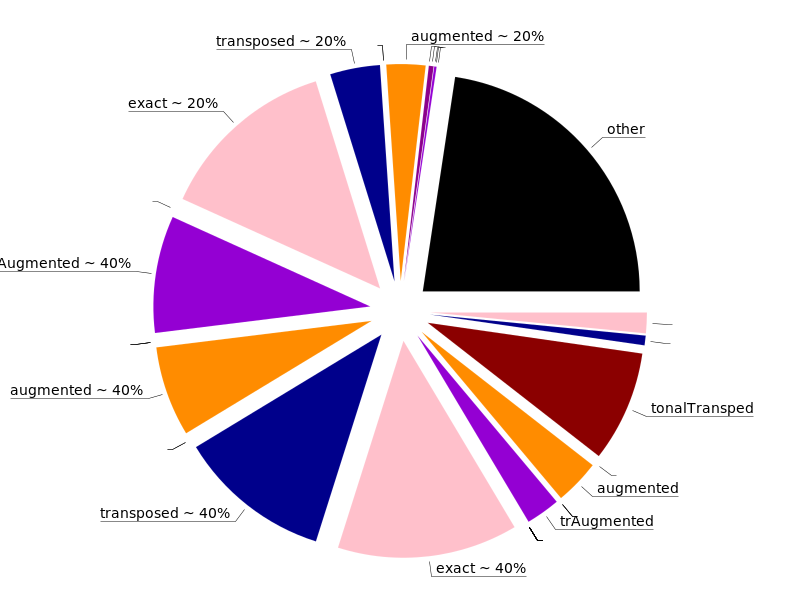 augmented ~ 20%
transposed ~ 20%
exact ~ 20%
other
Augmented ~ 40%
augmented ~ 40%
tonalTransped
augmented
trAugmented
transposed ~ 40%
exact ~ 40%